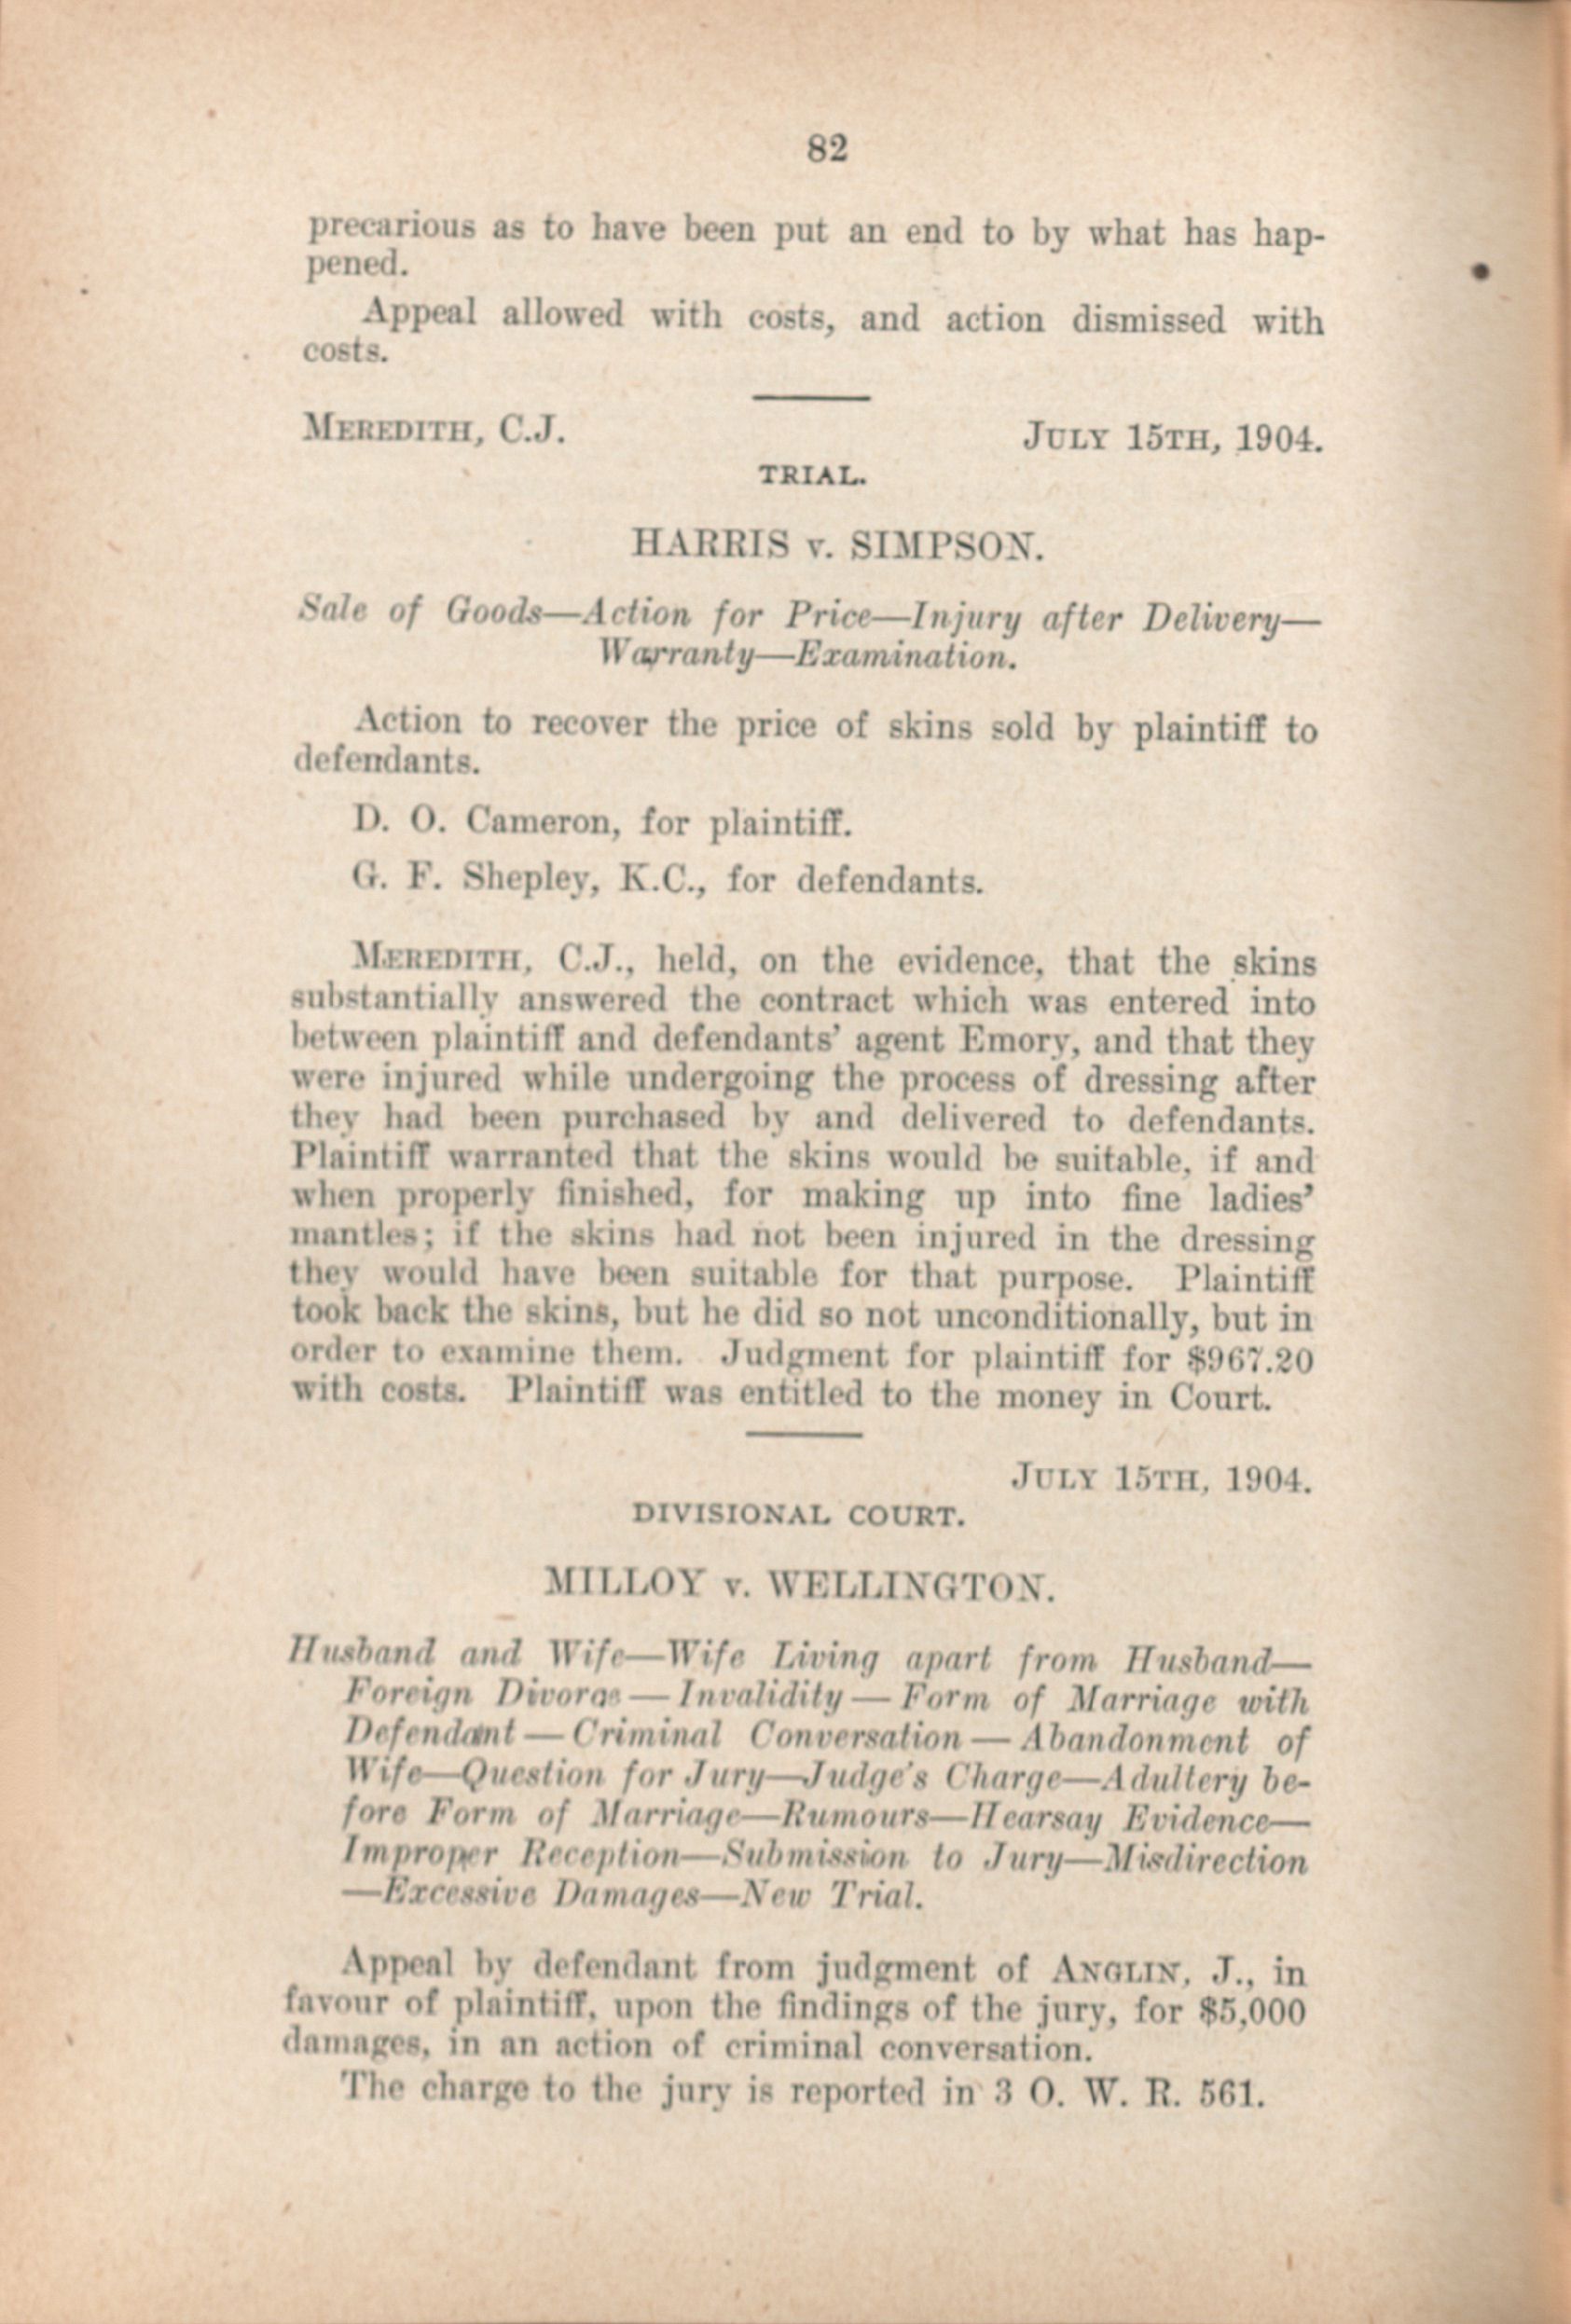 82
precarious as to have been put an end to by what has hap-
pened.
Appeal allowed with costs, and action dismissed with
costs.
MEREDITH, C.J.
JULY 15TH, 1904.
TRIAL.
HARRIS v. SIMPSON.
Sale of Goods—Action for Price—Injury after Delivery—
Warranty—Examination.
Action to recover the price of skins sold by plaintiff to
defendants.
D. O. Cameron, for plaintiff.
G. F. Shepley, K.C., for defendants.
MEREDITH, C.J., held, on the evidence, that the skins
substantially answered the contract which was entered into
between plaintiff and defendants' agent Emory, and that they
were injured while undergoing the process of dressing after
they had been purchased by and delivered to defendants.
Plaintiff warranted that the skins would be suitable, if and
when properly finished, for making up into fine ladies'
mantles; if the skins had not been injured in the dressing
they would have been suitable for that purpose. Plaintiff
took back the skins, but he did so not unconditionally, but in
order to examine them. Judgment for plaintiff for $967.20
with costs. Plaintiff was entitled to the money in Court.
JULY 15TH, 1904.
DIVISIONAL COURT.
MILLOY v. WELLINGTON.
Husband and Wife—Wife Living apart from Husband—
Foreign Divorce — Invalidity — Form of Marriage with
Defendant — Criminal Conversation — Abandonment of
Wife—Question for Jury—Judge's Charge—Adultery be-
fore Form of Marriage—Rumours—Hearsay Evidence—
Improper Reception—Submission to Jury—Misdirection
—Excessive Damages—New Trial.
Appeal by defendant from judgment of ANGLIN, J., in
favour of plaintiff, upon the findings of the jury, for $5,000
damages, in an action of criminal conversation.
The charge to the jury is reported in 3 O. W. R. 561.